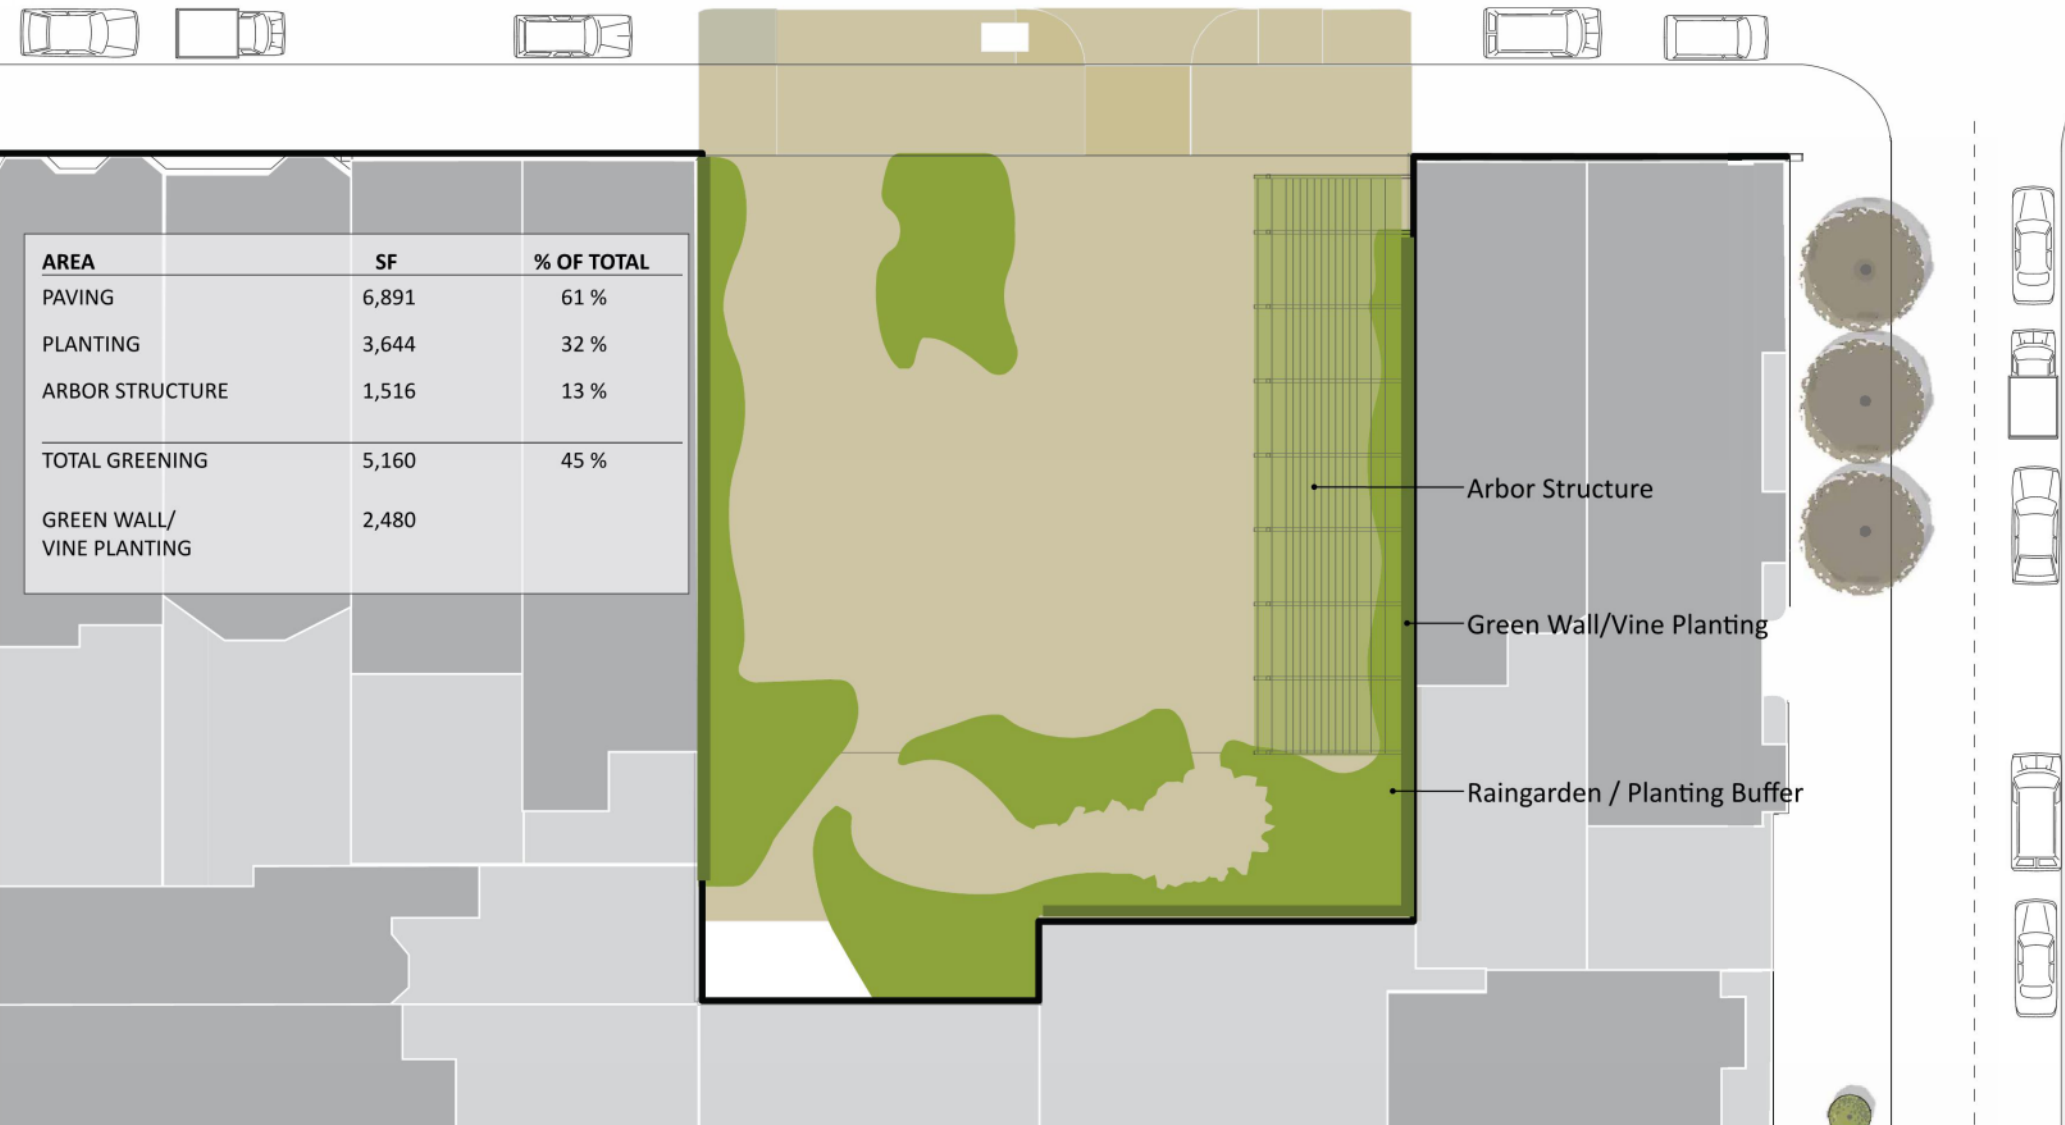 AREA SF % OF TOTAL
PAVING 6,891 61 %
PLANTING 3,644 32 %
ARBOR STRUCTURE 1,516 13 %
TOTAL GREENING 5,160 45 %
GREEN WALL/ 2,480
VINE PLANTING
Arbor Structure
Green Wall/Vine Planting
Raingarden / Planting Buffer